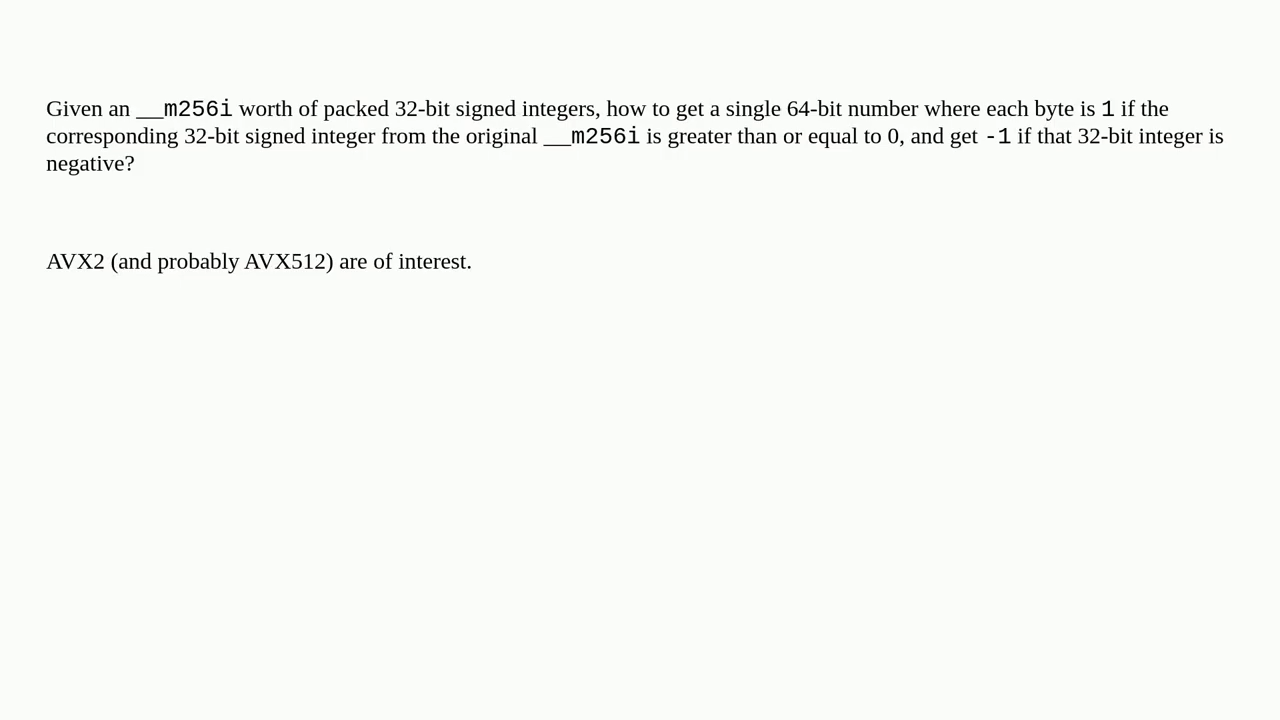 Given an __m256i worth of packed 32-bit signed integers, how to get a single 64-bit number where each byte is 1 if the
corresponding 32-bit signed integer from the original __m256i is greater than or equal to 0, and get -1 if that 32-bit integer is
negative?
AVX2 (and probably AVX512) are of interest.